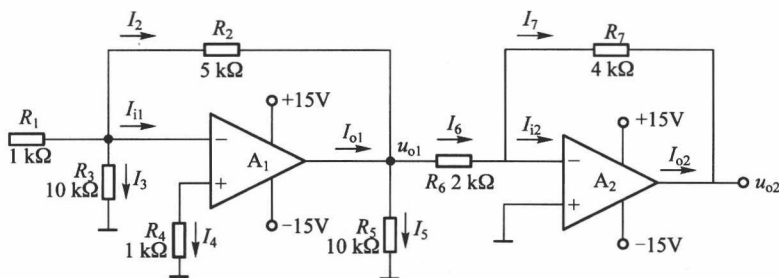 I2
R2
5 kΩ
I7
R7
4 kΩ
+15V
+15V
R1
1 kΩ
Ii1
−
A1
+
Io1
uo1
I6
R6 2 kΩ
Ii2
−
A2
+
Io2
uo2
R3
10 kΩ
I3
R4
1 kΩ
I4
−15V
R5
10 kΩ
I5
−15V